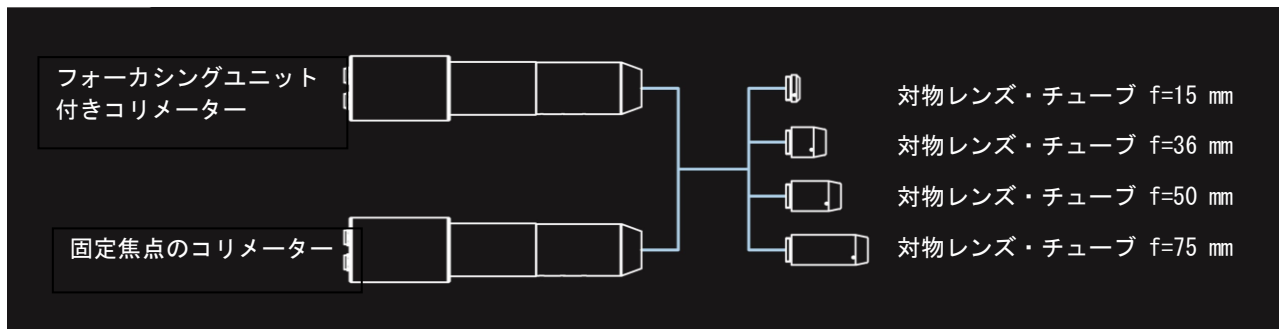 フォーカシングユニット
付きコリメーター
対物レンズ・チューブ f=15 mm
対物レンズ・チューブ f=36 mm
対物レンズ・チューブ f=50 mm
固定焦点のコリメーター
対物レンズ・チューブ f=75 mm